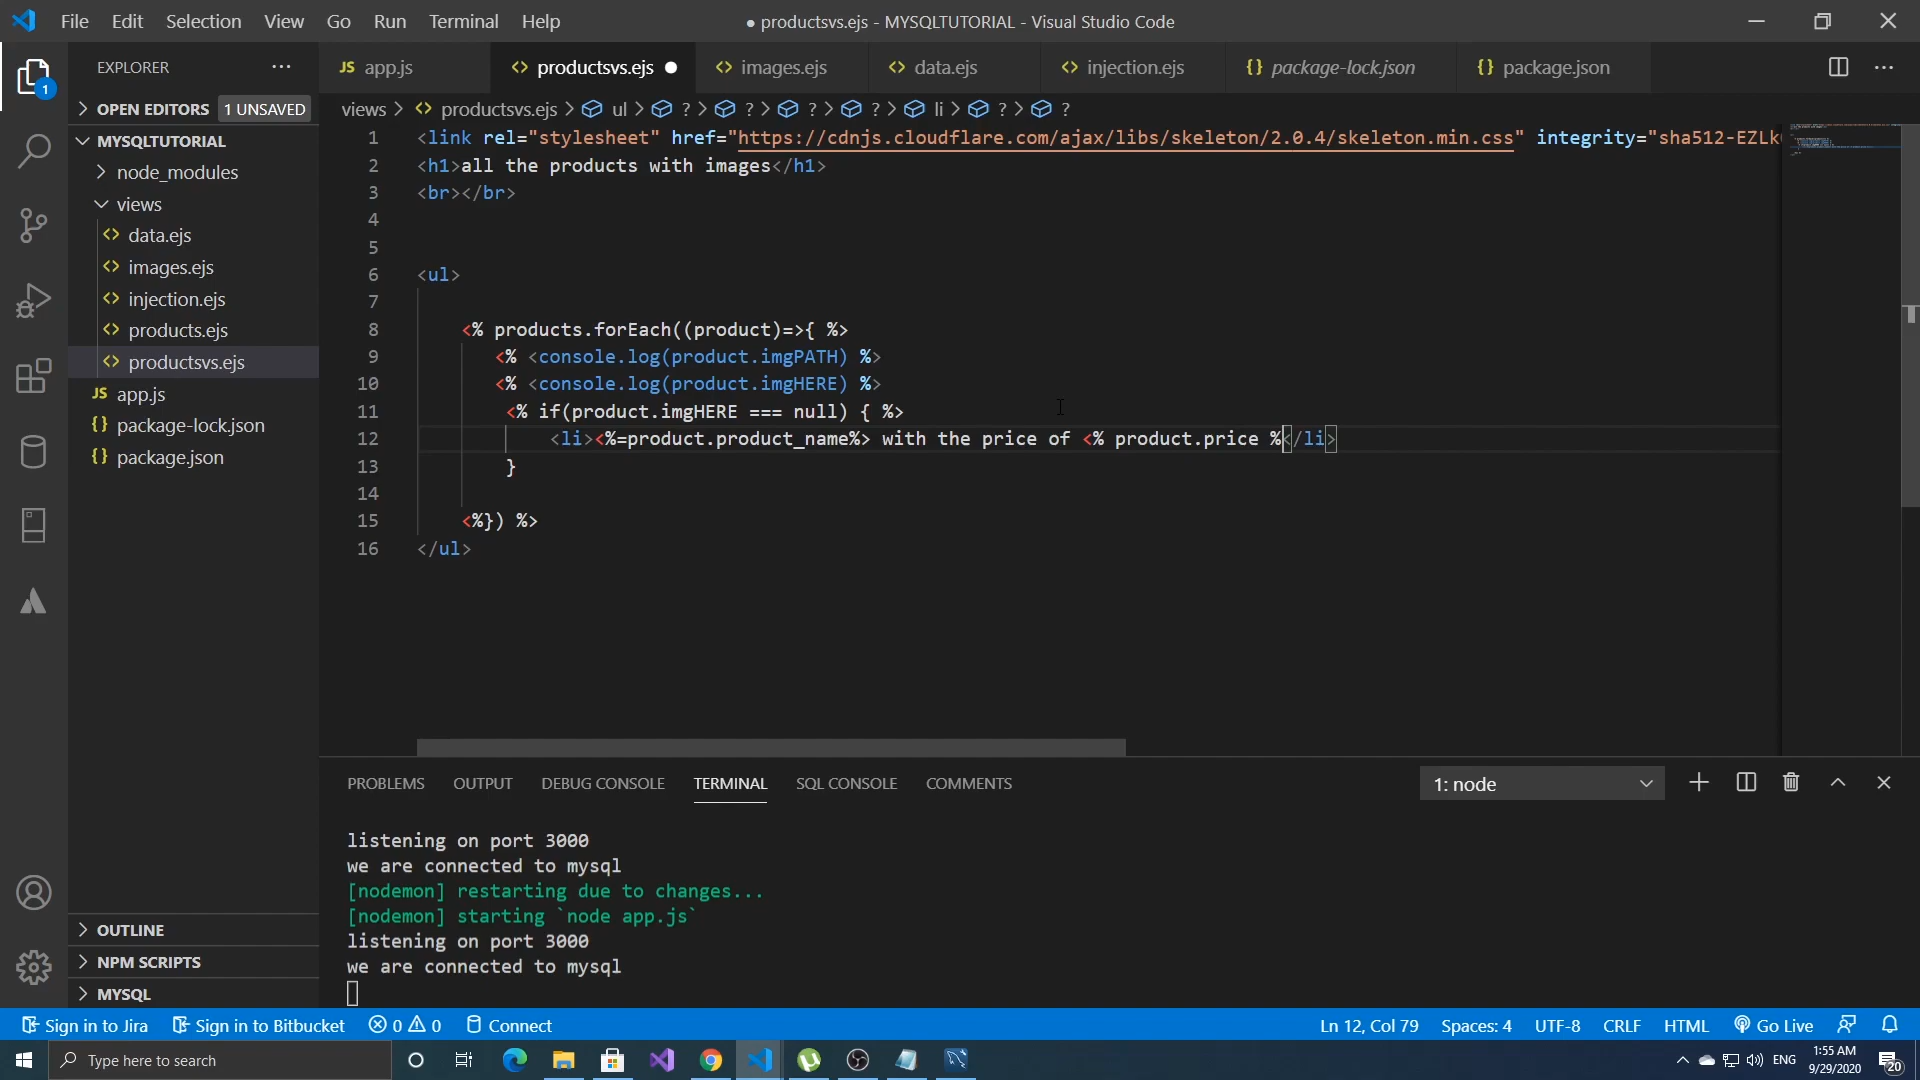 File Edit Selection View Go Run Terminal Help
● productsvs.ejs - MYSQLTUTORIAL - Visual Studio Code
EXPLORER
JS app.js
<> productsvs.ejs
<> images.ejs
<> data.ejs
<> injection.ejs
{} package-lock.json
{} package.json
1
OPEN EDITORS 1 UNSAVED
MYSQLTUTORIAL
node_modules
views
<> data.ejs
<> images.ejs
<> injection.ejs
<> products.ejs
<> productsvs.ejs
JS app.js
{} package-lock.json
{} package.json
OUTLINE
NPM SCRIPTS
MYSQL
views > <> productsvs.ejs > ul > ? > ? > ? > ? > li > ? > ?
1 <link rel="stylesheet" href="https://cdnjs.cloudflare.com/ajax/libs/skeleton/2.0.4/skeleton.min.css" integrity="sha512-EZLk
2 <h1>all the products with images</h1>
3 <br></br>
4
5
6 <ul>
7
8 <% products.forEach((product)=>{ %>
9 <% <console.log(product.imgPATH) %>
10 <% <console.log(product.imgHERE) %>
11 <% if(product.imgHERE === null) { %>
12 <li><%=product.product_name%> with the price of <% product.price %</li>
13 }
14
15 <%}) %>
16 </ul>
PROBLEMS OUTPUT DEBUG CONSOLE TERMINAL SQL CONSOLE COMMENTS
1: node
listening on port 3000
we are connected to mysql
[nodemon] restarting due to changes...
[nodemon] starting `node app.js`
listening on port 3000
we are connected to mysql
Sign in to Jira Sign in to Bitbucket 0 0 Connect
Ln 12, Col 79 Spaces: 4 UTF-8 CRLF HTML Go Live
Type here to search
ENG
1:55 AM
9/29/2020
20